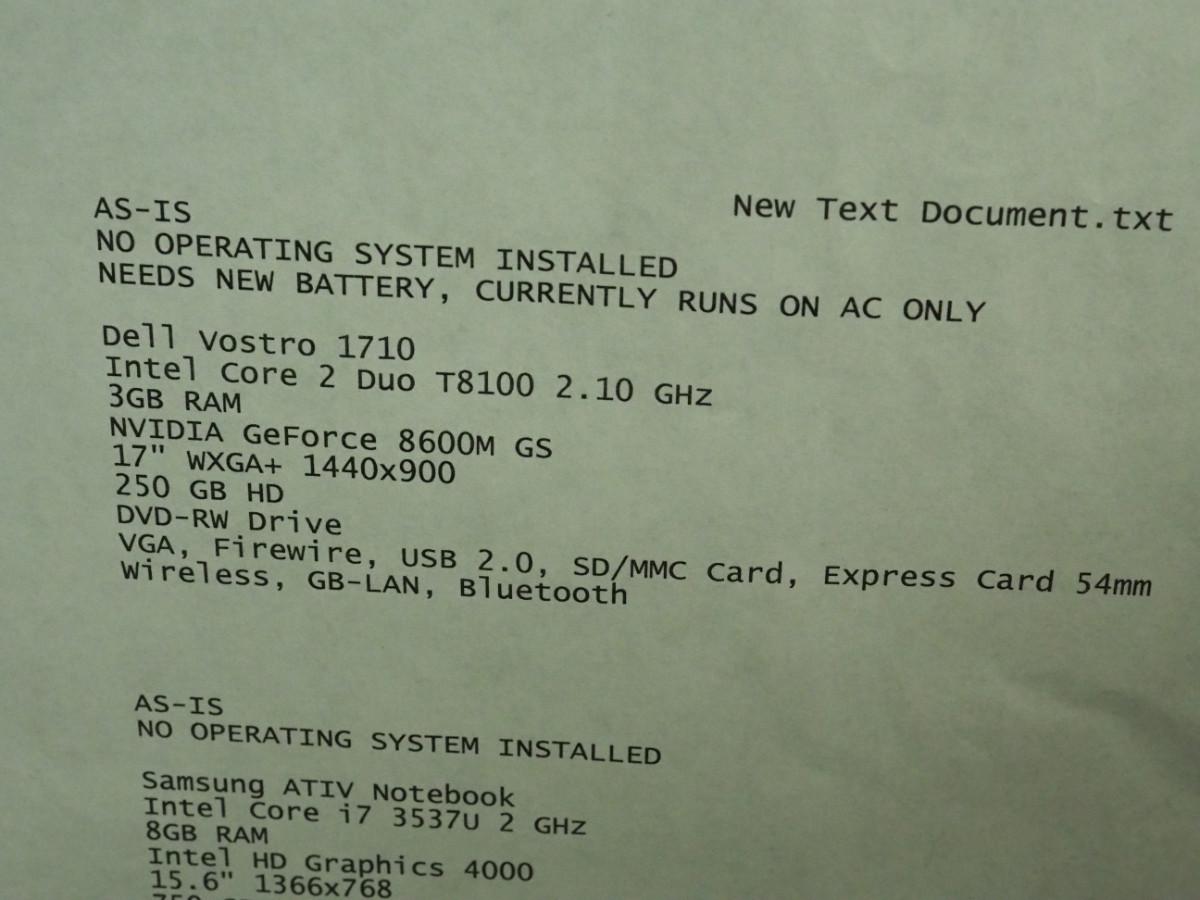 New Text Document.txt
AS-IS
NO OPERATING SYSTEM INSTALLED
NEEDS NEW BATTERY, CURRENTLY RUNS ON AC ONLY
Dell Vostro 1710
Intel Core 2 Duo T8100 2.10 GHz
3GB RAM
NVIDIA GeForce 8600M GS
17" WXGA+ 1440x900
250 GB HD
DVD-RW Drive
VGA, Firewire, USB 2.0, SD/MMC Card, Express Card 54mm
Wireless, GB-LAN, Bluetooth
AS-IS
NO OPERATING SYSTEM INSTALLED
Samsung ATIV Notebook
Intel Core i7 3537U 2 GHz
8GB RAM
Intel HD Graphics 4000
15.6" 1366x768